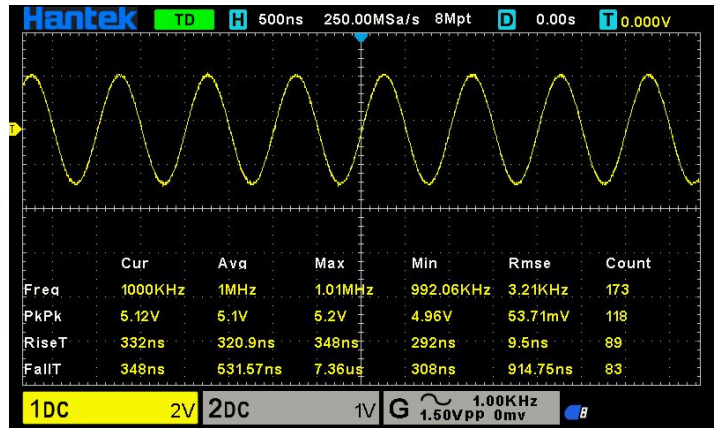 Hantek TD H 500ns 250.00MSa/s 8Mpt D 0.00s T 0.000V
T
Cur Avg Max Min Rmse Count
Freq 1000KHz 1MHz 1.01MHz 992.06KHz 3.21KHz 173
PkPk 5.12V 5.1V 5.2V 4.96V 53.71mV 118
RiseT 332ns 320.9ns 348ns 292ns 9.5ns 89
FallT 348ns 531.57ns 7.36us 308ns 914.75ns 83
1DC 2V 2DC 1V G 1.00KHz
1.50Vpp 0mv